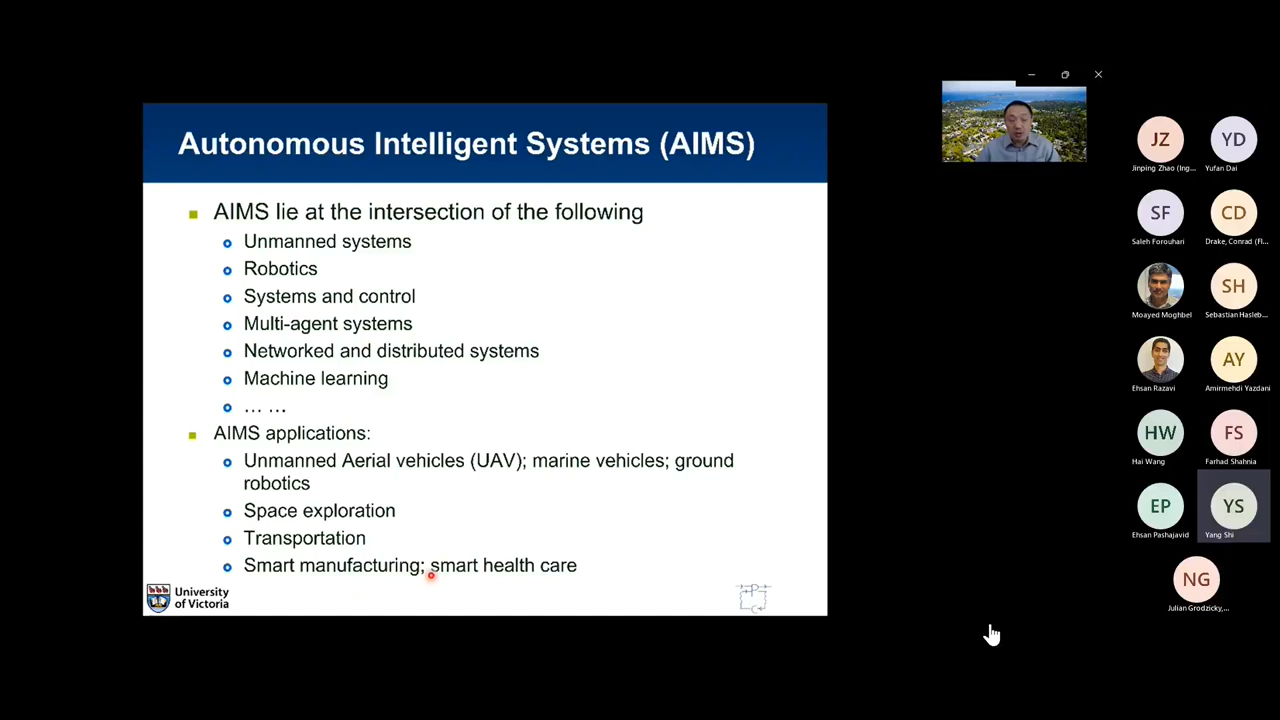 Autonomous Intelligent Systems (AIMS)
AIMS lie at the intersection of the following
Unmanned systems
Robotics
Systems and control
Multi-agent systems
Networked and distributed systems
Machine learning
... ...
AIMS applications:
Unmanned Aerial vehicles (UAV); marine vehicles; ground
robotics
Space exploration
Transportation
Smart manufacturing; smart health care
University
of Victoria
P
C
JZ
YD
Jinping Zhao (Ing...
Yufan Dai
SF
CD
Saleh Forouhari
Drake, Conrad (Fl...
SH
Moayed Moghbel
Sebastian Hasleb...
AY
Ehsan Razavi
Amirmehdi Yazdani
HW
FS
Hai Wang
Farhad Shahnia
EP
YS
Ehsan Pashajavid
Yang Shi
NG
Julian Grodzicky,...